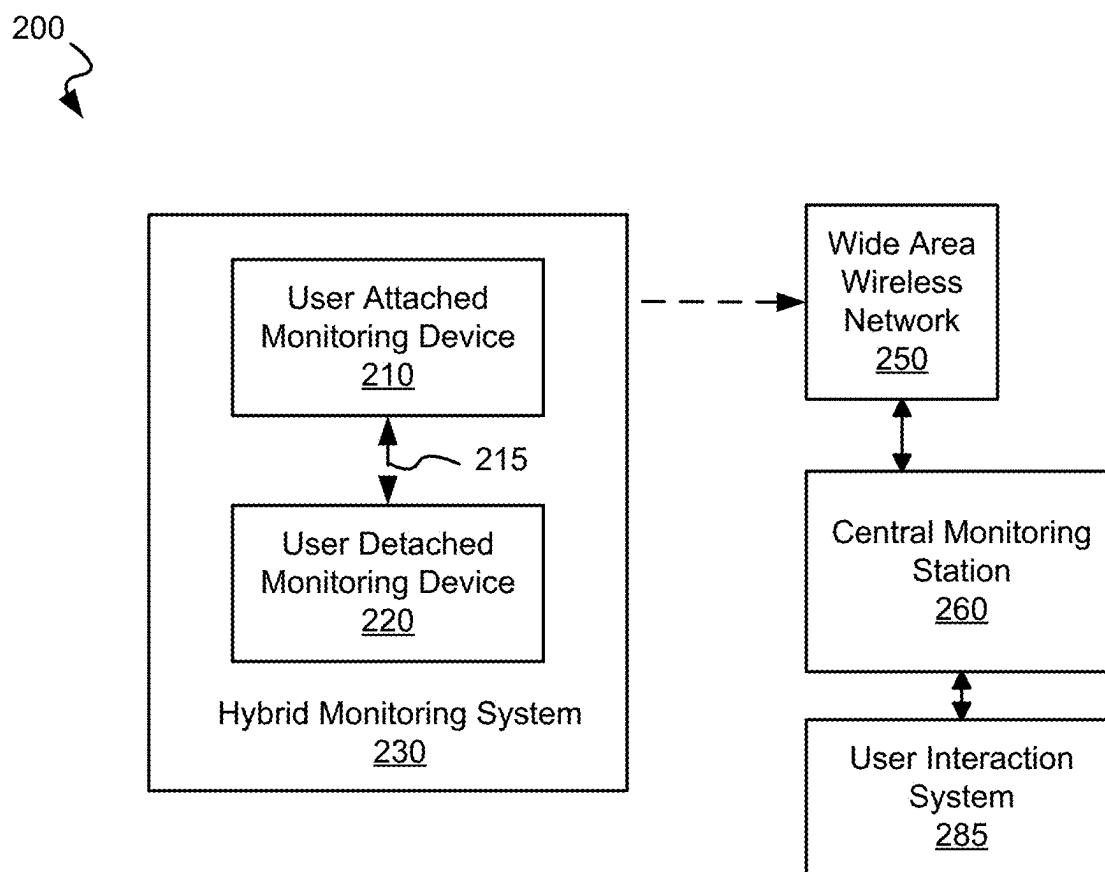 200
User Attached
Monitoring Device
210
215
User Detached
Monitoring Device
220
Hybrid Monitoring System
230
Wide Area
Wireless
Network
250
Central Monitoring
Station
260
User Interaction
System
285